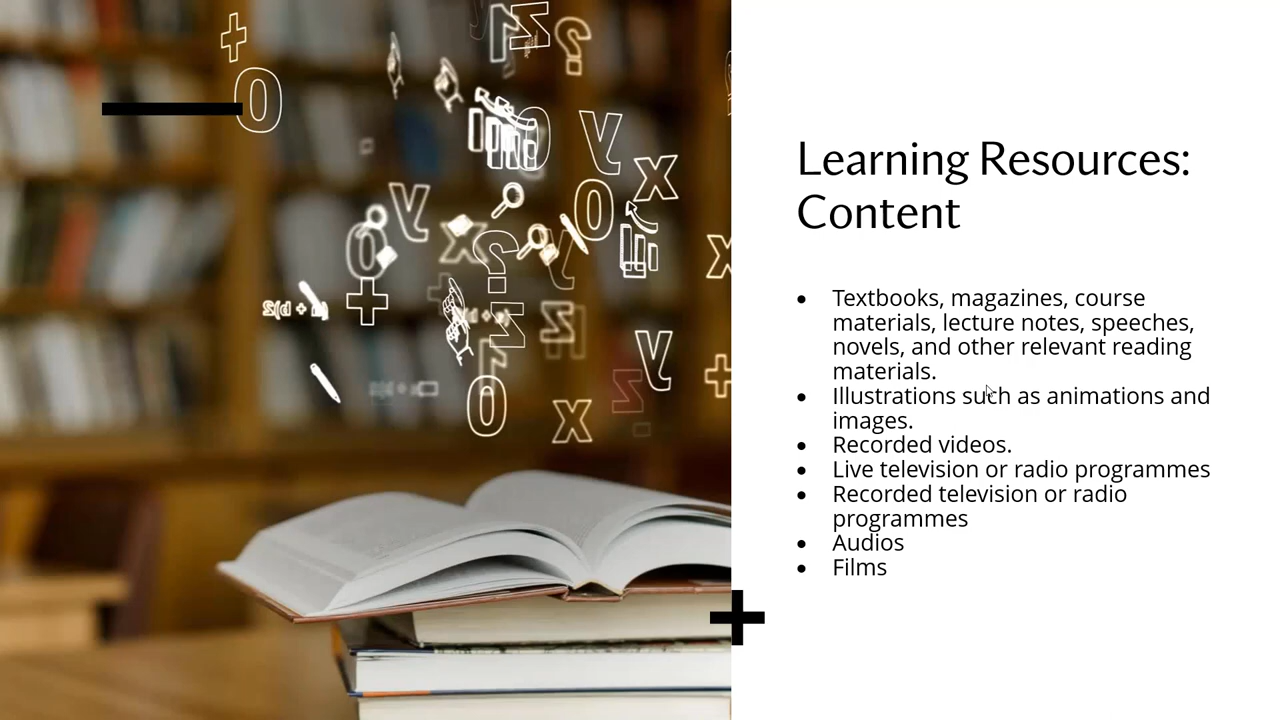 Learning Resources:
Content
• Textbooks, magazines, course
materials, lecture notes, speeches,
novels, and other relevant reading
materials.
• Illustrations such as animations and
images.
• Recorded videos.
• Live television or radio programmes
• Recorded television or radio
programmes
• Audios
• Films